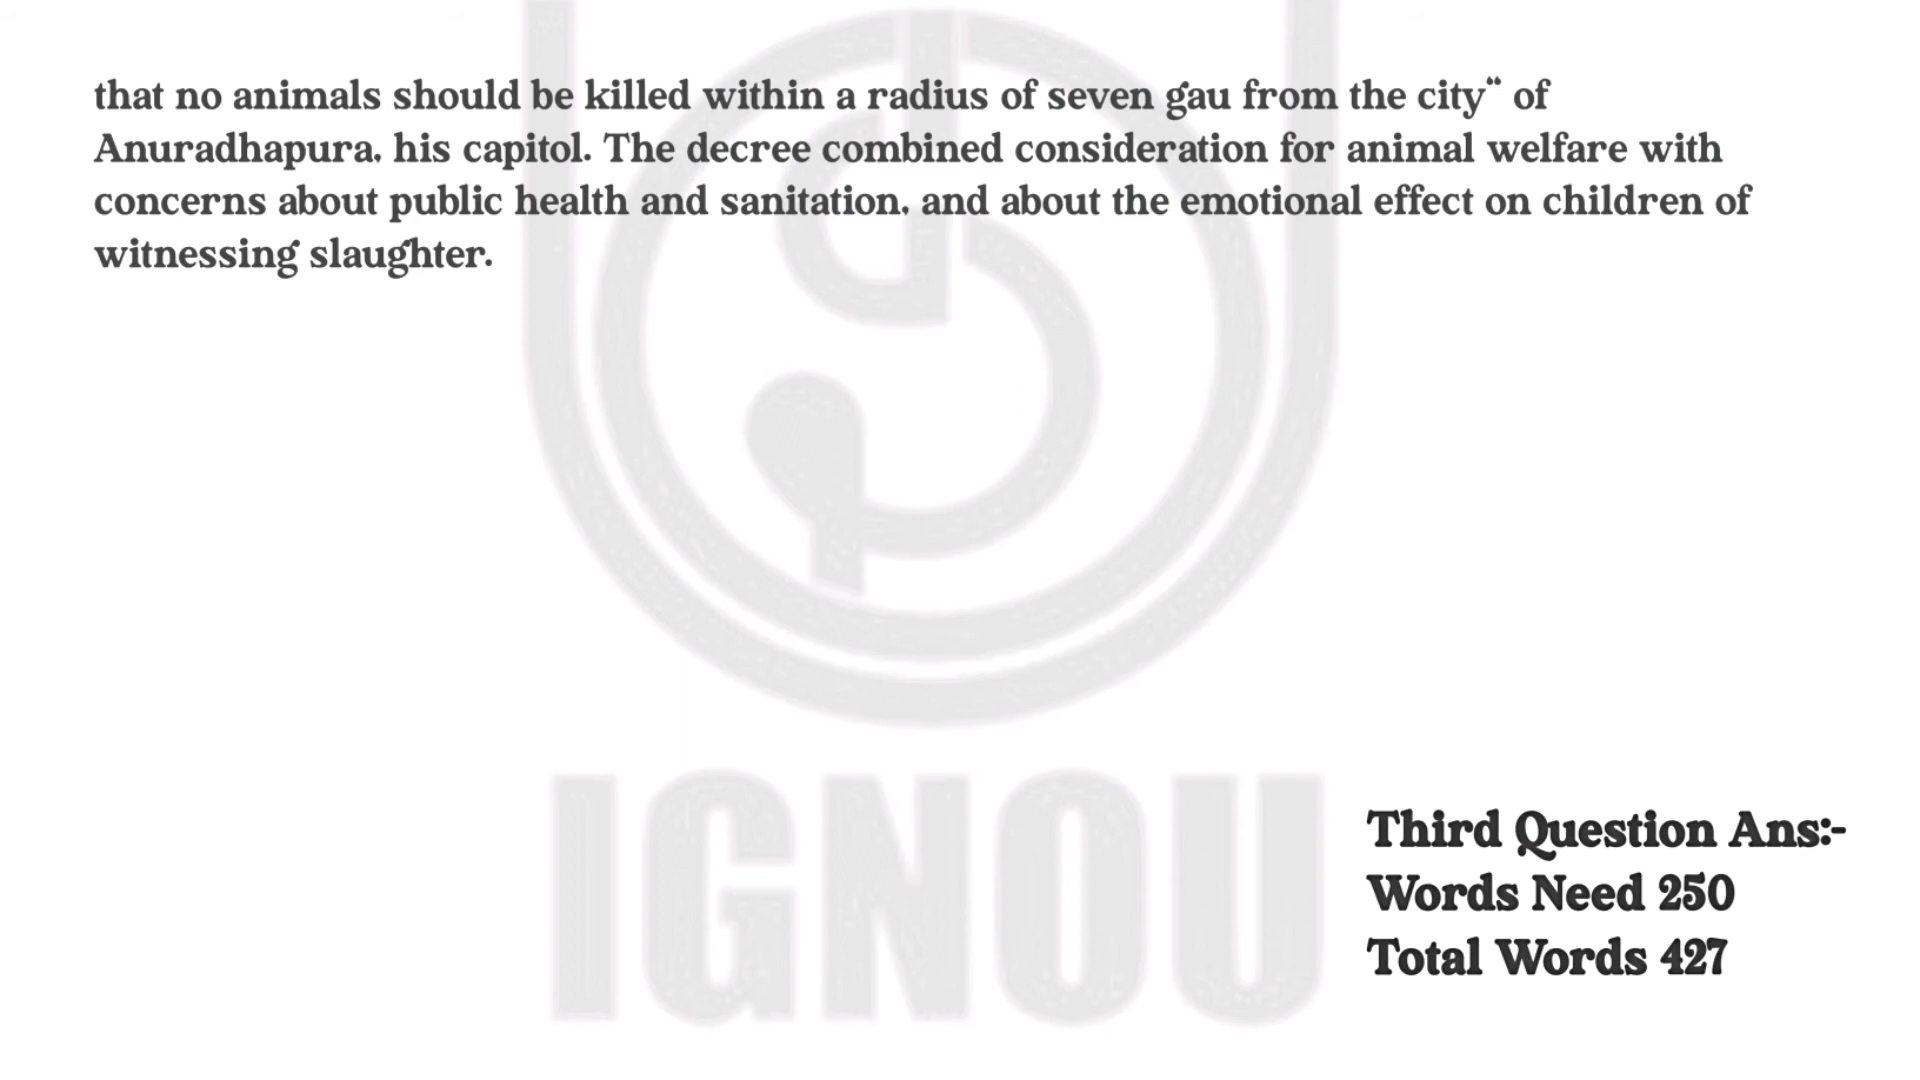 that no animals should be killed within a radius of seven gau from the city“ of
Anuradhapura, his capitol. The decree combined consideration for animal welfare with
concerns about public health and sanitation, and about the emotional effect on children of
witnessing slaughter.
IGNOU
Third Question Ans:-
Words Need 250
Total Words 427